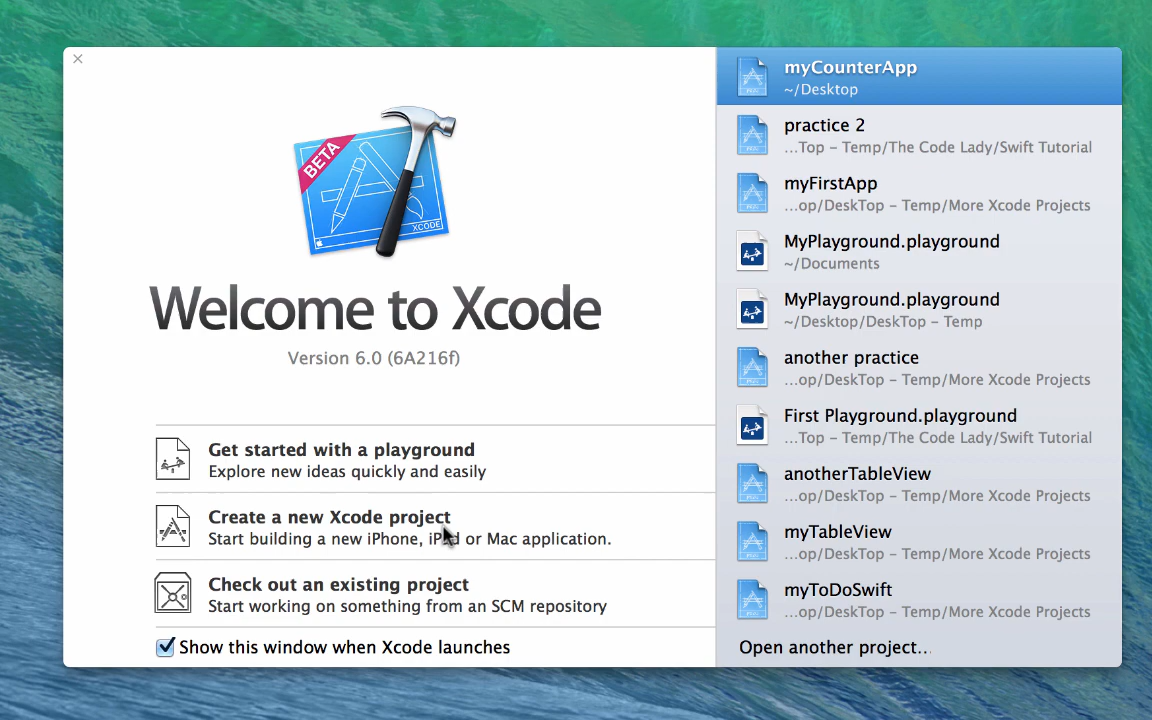 BETA
XCODE
Welcome to Xcode
Version 6.0 (6A216f)
Get started with a playground
Explore new ideas quickly and easily
Create a new Xcode project
Start building a new iPhone, iPad or Mac application.
Check out an existing project
Start working on something from an SCM repository
Show this window when Xcode launches
myCounterApp
~/Desktop
practice 2
...Top – Temp/The Code Lady/Swift Tutorial
myFirstApp
...op/DeskTop – Temp/More Xcode Projects
MyPlayground.playground
~/Documents
MyPlayground.playground
~/Desktop/DeskTop – Temp
another practice
...op/DeskTop – Temp/More Xcode Projects
First Playground.playground
...Top – Temp/The Code Lady/Swift Tutorial
anotherTableView
...op/DeskTop – Temp/More Xcode Projects
myTableView
...op/DeskTop – Temp/More Xcode Projects
myToDoSwift
...op/DeskTop – Temp/More Xcode Projects
Open another project...